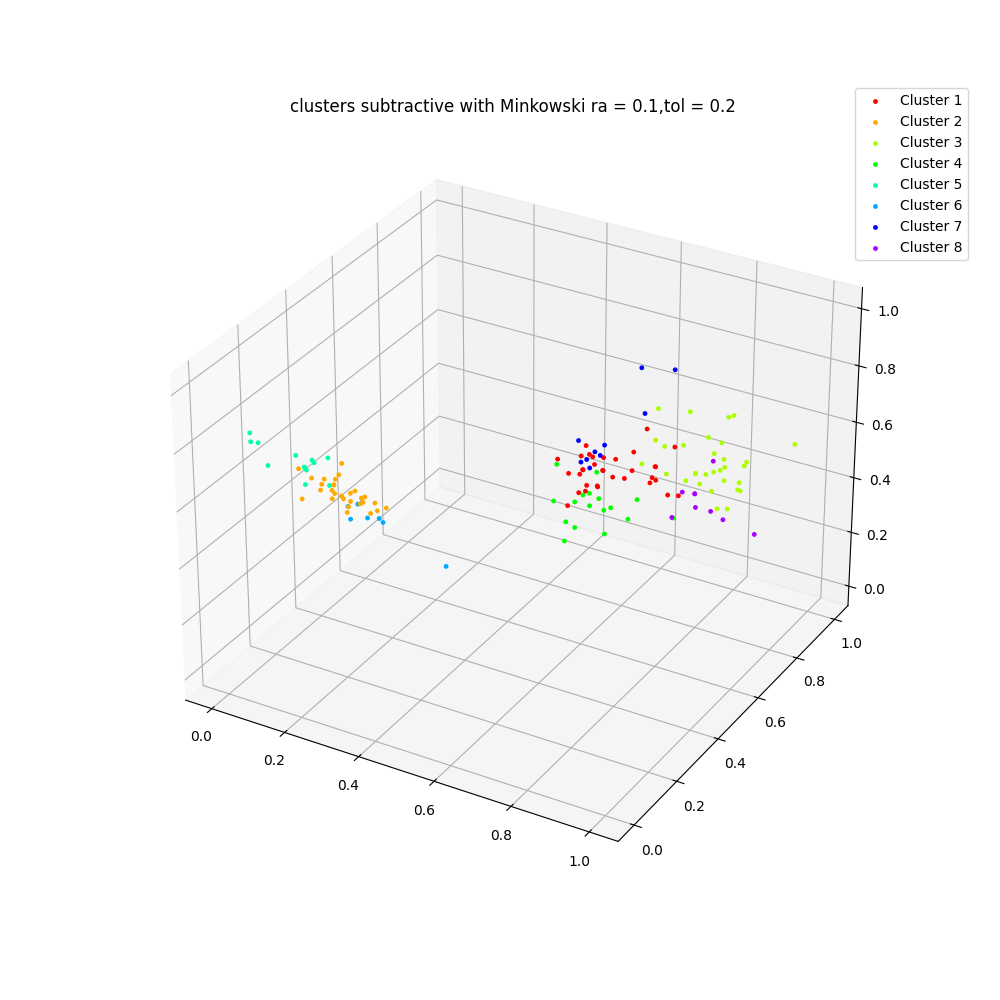 clusters subtractive with Minkowski ra = 0.1,tol = 0.2
Cluster 1
Cluster 2
Cluster 3
Cluster 4
Cluster 5
Cluster 6
Cluster 7
Cluster 8
1.0
0.8
0.6
0.4
0.2
0.0
1.0
0.8
0.6
0.4
0.2
0.0
0.0
0.2
0.4
0.6
0.8
1.0